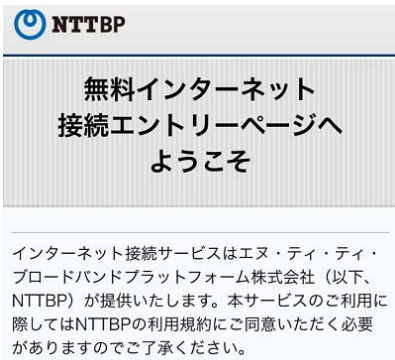 NTTBP
無料インターネット
接続エントリーページへ
ようこそ
インターネット接続サービスはエヌ・ティ・ティ・
ブロードバンドプラットフォーム株式会社（以下、
NTTBP）が提供いたします。本サービスのご利用に
際してはNTTBPの利用規約にご同意いただく必要
がありますのでご了承ください。